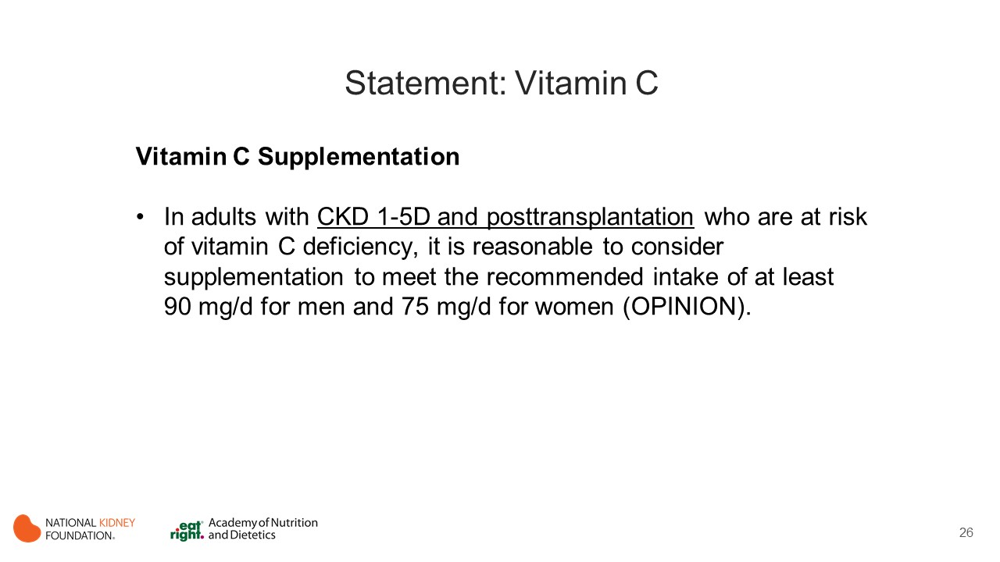 Statement: Vitamin C
Vitamin C Supplementation
• In adults with CKD 1-5D and posttransplantation who are at risk
of vitamin C deficiency, it is reasonable to consider
supplementation to meet the recommended intake of at least
90 mg/d for men and 75 mg/d for women (OPINION).
NATIONAL KIDNEY
FOUNDATION®
eat
right.
Academy of Nutrition
and Dietetics
26